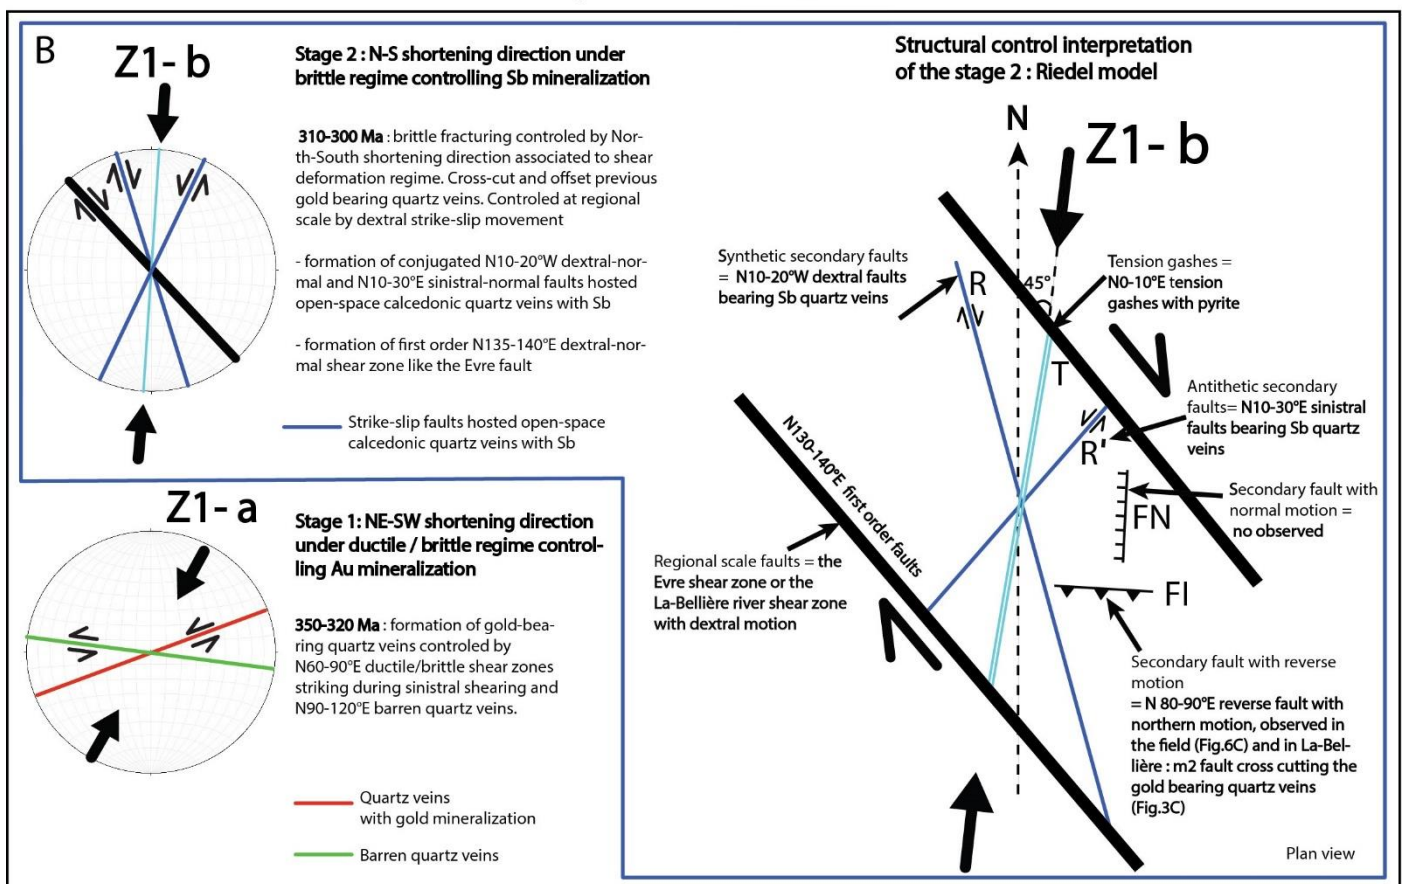 B
Z1- b
Stage 2 : N-S shortening direction under
brittle regime controlling Sb mineralization
310-300 Ma : brittle fracturing controled by Nor-
th-South shortening direction associated to shear
deformation regime. Cross-cut and offset previous
gold bearing quartz veins. Controled at regional
scale by dextral strike-slip movement
- formation of conjugated N10-20°W dextral-nor-
mal and N10-30°E sinistral-normal faults hosted
open-space calcedonic quartz veins with Sb
- formation of first order N135-140°E dextral-nor-
mal shear zone like the Evre fault
Strike-slip faults hosted open-space
calcedonic quartz veins with Sb
Z1- a
Stage 1: NE-SW shortening direction
under ductile / brittle regime control-
ling Au mineralization
350-320 Ma : formation of gold-bea-
ring quartz veins controled by
N60-90°E ductile/brittle shear zones
striking during sinistral shearing and
N90-120°E barren quartz veins.
Quartz veins
with gold mineralization
Barren quartz veins
Structural control interpretation
of the stage 2 : Riedel model
N
Z1- b
Synthetic secondary faults
= N10-20°W dextral faults
bearing Sb quartz veins
R
45°
Tension gashes =
N0-10°E tension
gashes with pyrite
T
Antithetic secondary
faults= N10-30°E sinistral
faults bearing Sb quartz
veins
R'
N130-140°E first order faults
Secondary fault with
normal motion =
no observed
FN
Regional scale faults = the
Evre shear zone or the
La-Bellière river shear zone
with dextral motion
FI
Secondary fault with reverse
motion
= N 80-90°E reverse fault with
northern motion, observed in
the field (Fig.6C) and in La-Bel-
lière : m2 fault cross cutting the
gold bearing quartz veins
(Fig.3C)
Plan view